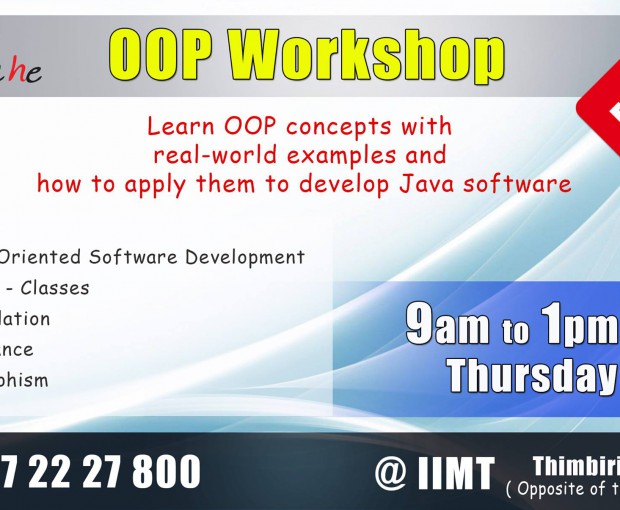 he
OOP Workshop
Learn OOP concepts with
real-world examples and
how to apply them to develop Java software
Oriented Software Development
- Classes
lation
ance
phism
9am to 1pm
Thursday
7 22 27 800
@ IIMT
Thimbiri
( Opposite of t